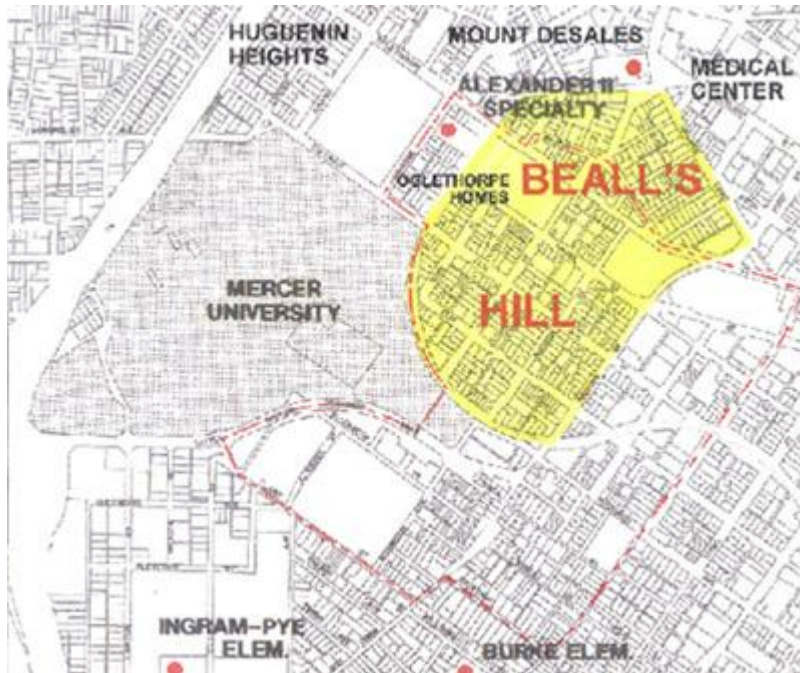 HUGUENIN
HEIGHTS
MOUNT DESALES
MEDICAL
CENTER
ALEXANDER II
SPECIALTY
OGLETHORPE
HOMES
BEALL'S
HILL
MERCER
UNIVERSITY
INGRAM-PYE
ELEM.
BURKE ELEM.